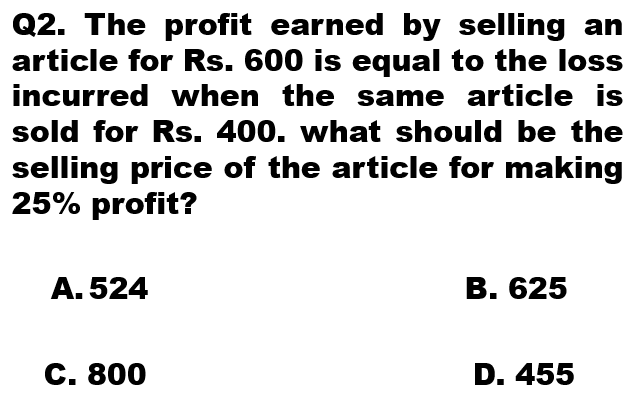 Q2. The profit earned by selling an
article for Rs. 600 is equal to the loss
incurred when the same article is
sold for Rs. 400. what should be the
selling price of the article for making
25% profit?
A. 524 B. 625
C. 800 D. 455